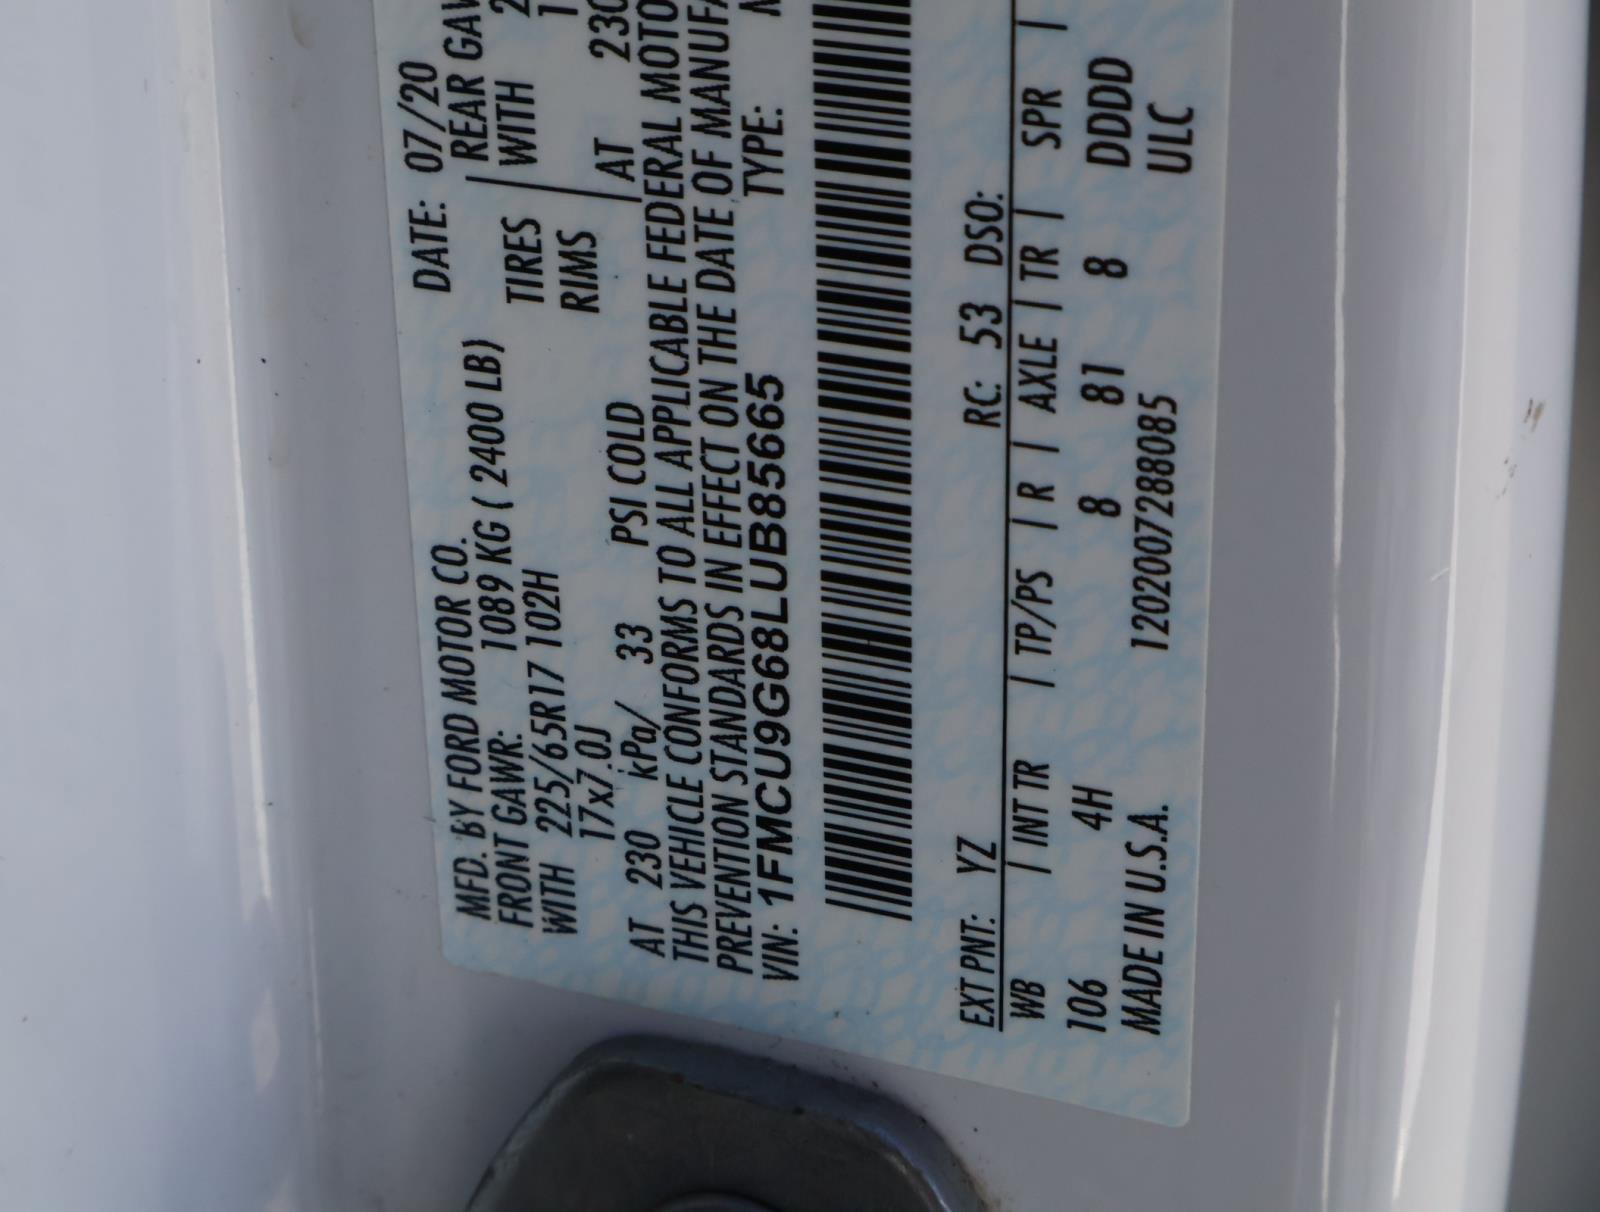 MFD. BY FORD MOTOR CO. DATE: 07/20
FRONT GAWR: 1089 KG ( 2400 LB) REAR
WITH 225/65R17 102H TIRES WITH
17x7.0J RIMS
AT 230 kPa/ 33 PSI COLD AT 230
THIS VEHICLE CONFORMS TO ALL APPLICABLE FEDERAL
PREVENTION STANDARDS IN EFFECT ON THE DATE OF
VIN: 1FMCU9G68LUB85665 TYPE:
EXT PNT: YZ RC: 53 DSO:
WB | INT TR | TP/PS | R | AXLE | TR | SPR |
106 4H 8 81 8 DDDD
MADE IN U.S.A. 1202007288085 ULC